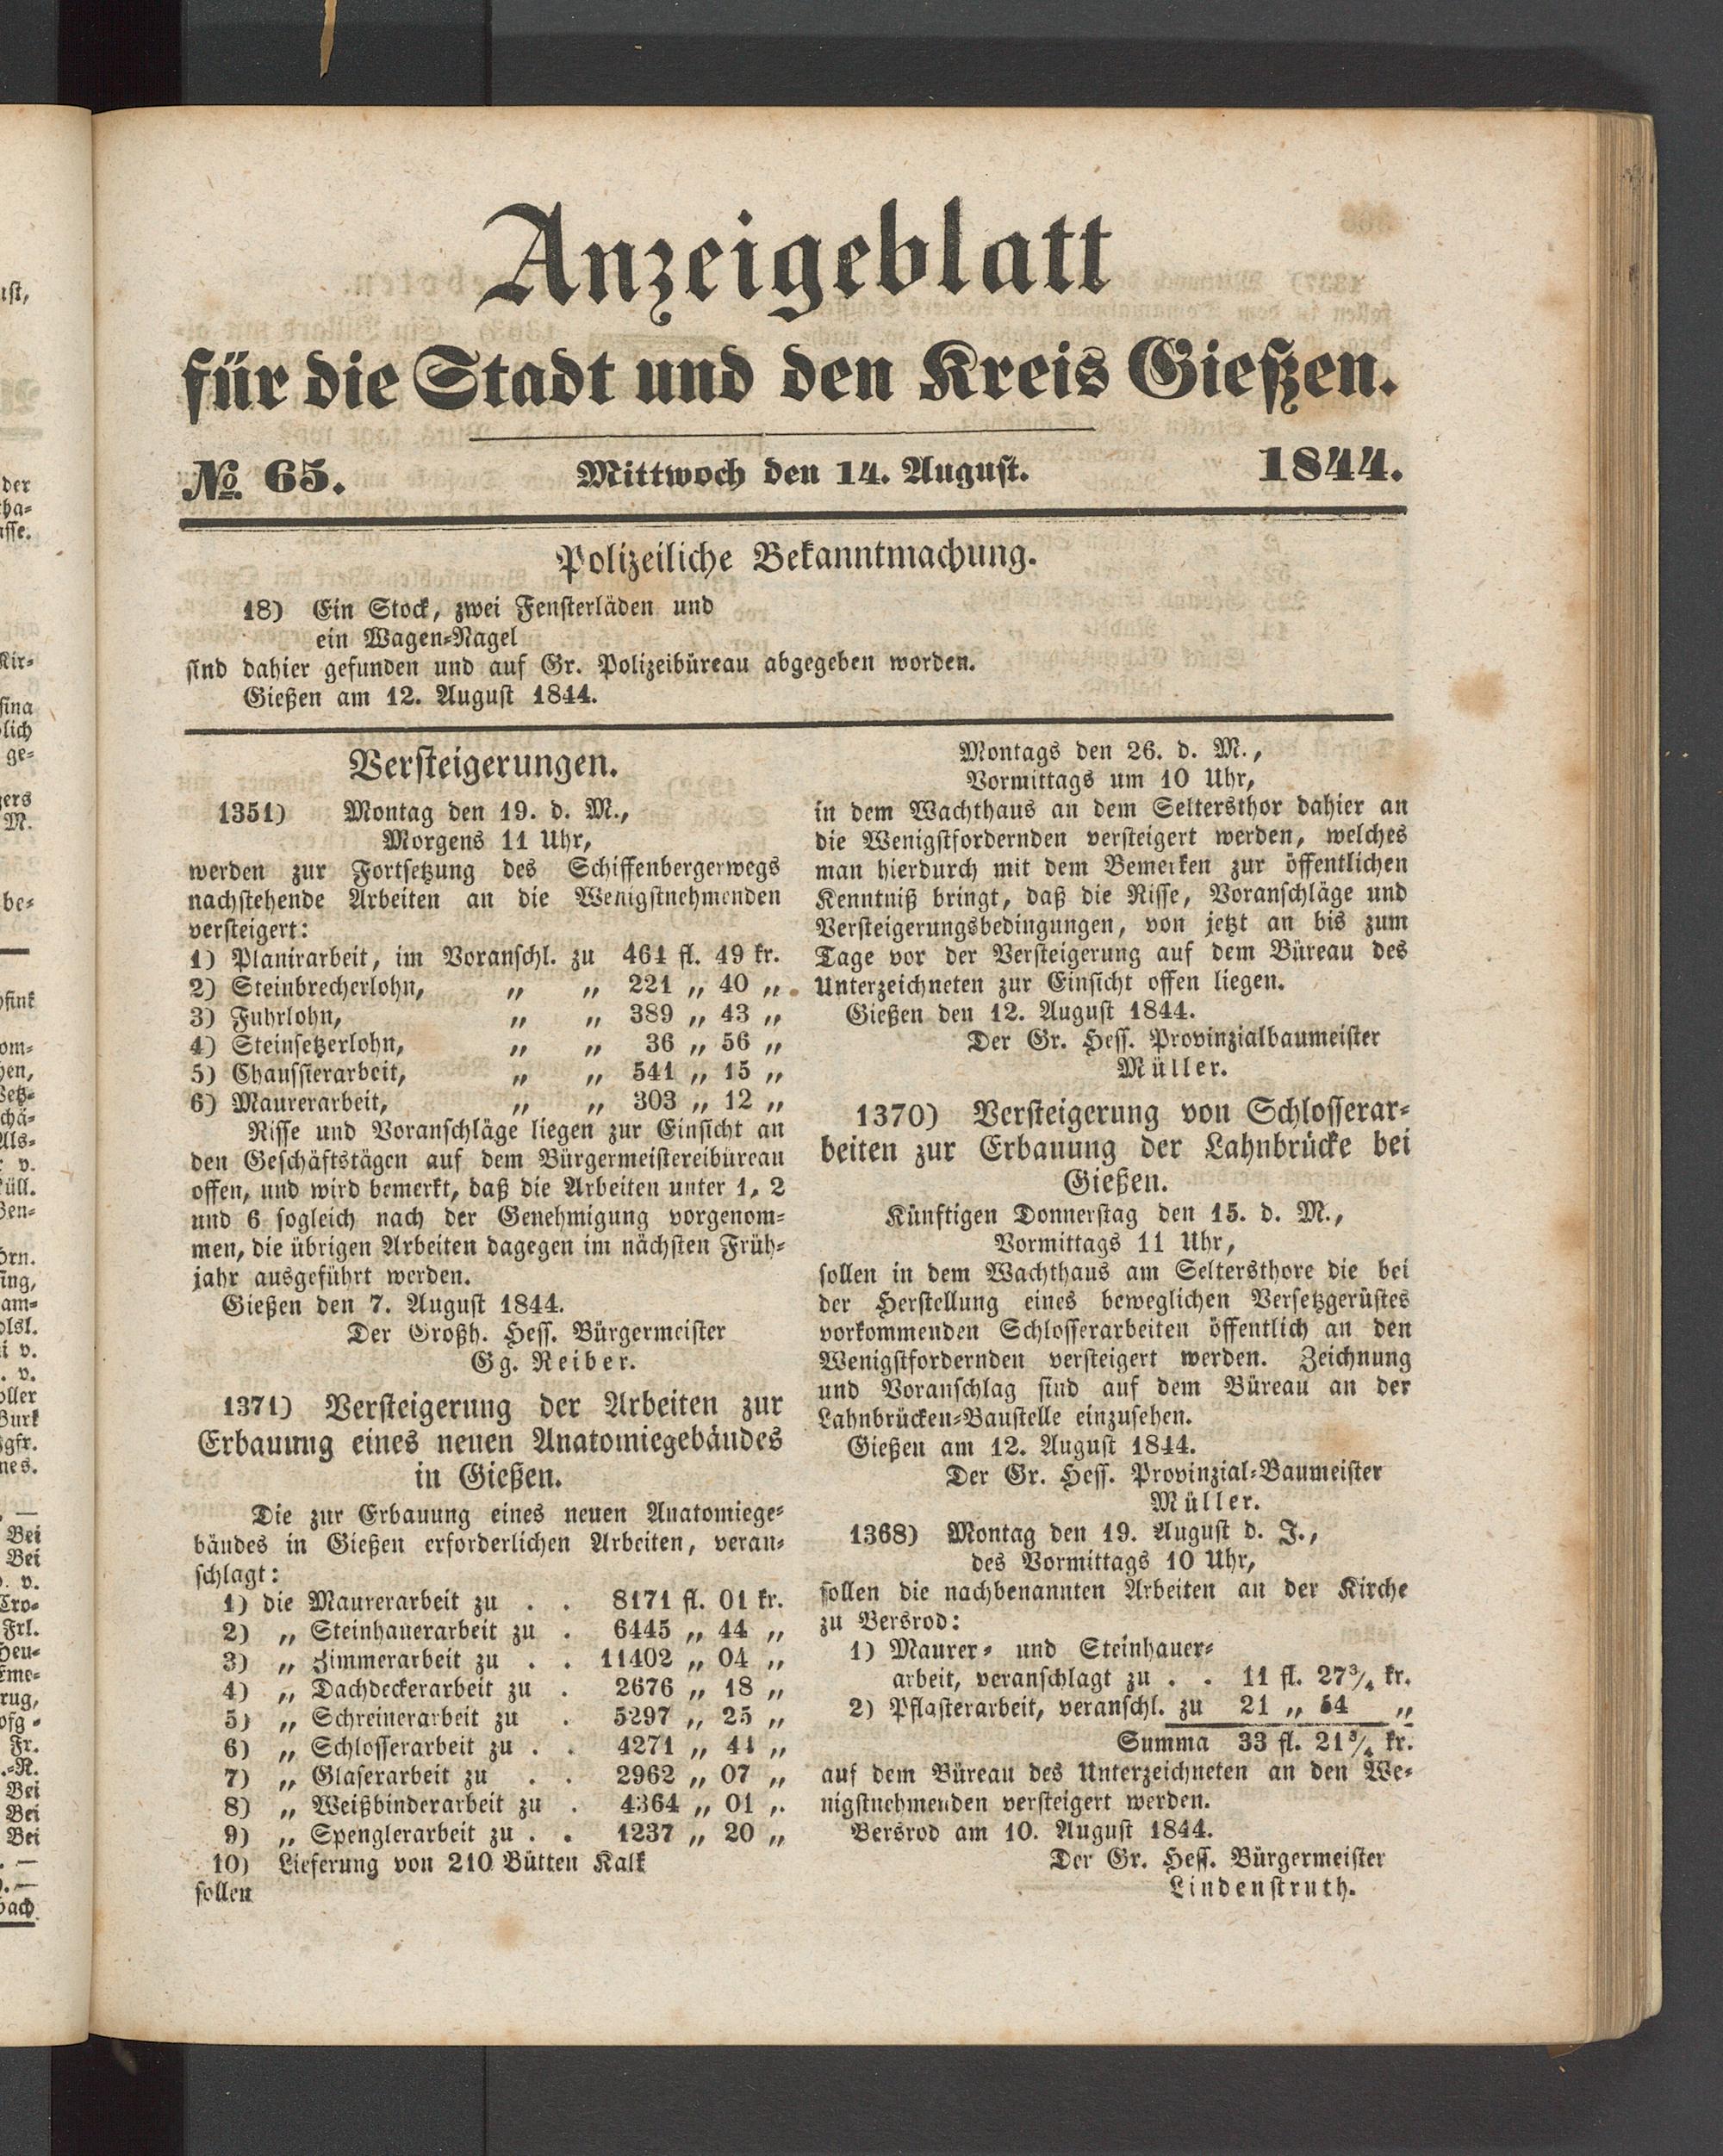 Anzeigeblatt
für die Stadt und den Kreis Gießen.
No. 65. Mittwoch den 14. August. 1844.
Polizeiliche Bekanntmachung.
18) Ein Stock, zwei Fensterläden und
ein Wagen-Nagel
sind dahier gefunden und auf Gr. Polizeibüreau abgegeben worden.
Gießen am 12. August 1844.
Versteigerungen.
1351) Montag den 19. d. M.,
Morgens 11 Uhr,
werden zur Fortsetzung des Schiffenbergerwegs
nachstehende Arbeiten an die Wenigstnehmenden
versteigert:
1) Planirarbeit, im Voranschl. zu 464 fl. 49 kr.
2) Steinbrecherlohn, „ „ 221 „ 40 „
3) Fuhrlohn, „ „ 389 „ 43 „
4) Steinsetzerlohn, „ „ 36 „ 56 „
5) Chaussierarbeit, „ „ 541 „ 15 „
6) Maurerarbeit, „ „ 303 „ 12 „
Risse und Voranschläge liegen zur Einsicht an
den Geschäftstägen auf dem Bürgermeistereibüreau
offen, und wird bemerkt, daß die Arbeiten unter 1, 2
und 6 sogleich nach der Genehmigung vorgenom-
men, die übrigen Arbeiten dagegen im nächsten Früh-
jahr ausgeführt werden.
Gießen den 7. August 1844.
Der Großh. Hess. Bürgermeister
Gg. Reiber.
1371) Versteigerung der Arbeiten zur
Erbauung eines neuen Anatomiegebäudes
in Gießen.
Die zur Erbauung eines neuen Anatomiege-
bäudes in Gießen erforderlichen Arbeiten, veran-
schlagt:
1) die Maurerarbeit zu . . 8171 fl. 01 kr.
2) „ Steinhauerarbeit zu . 6445 „ 44 „
3) „ Zimmerarbeit zu . . 11402 „ 04 „
4) „ Dachdeckerarbeit zu . 2676 „ 18 „
5) „ Schreinerarbeit zu . 5297 „ 25 „
6) „ Schlosserarbeit zu . . 4271 „ 41 „
7) „ Glaserarbeit zu . . 2962 „ 07 „
8) „ Weißbinderarbeit zu . 4364 „ 01 „
9) „ Spenglerarbeit zu . . 1237 „ 20 „
10) Lieferung von 210 Bütten Kalk
sollen
Montags den 26. d. M.,
Vormittags um 10 Uhr,
in dem Wachthaus an dem Seltersthor dahier an
die Wenigstfordernden versteigert werden, welches
man hierdurch mit dem Bemerken zur öffentlichen
Kenntniß bringt, daß die Risse, Voranschläge und
Versteigerungsbedingungen, von jetzt an bis zum
Tage vor der Versteigerung auf dem Büreau des
Unterzeichneten zur Einsicht offen liegen.
Gießen den 12. August 1844.
Der Gr. Hess. Provinzialbaumeister
Müller.
1370) Versteigerung von Schlosserar-
beiten zur Erbauung der Lahnbrücke bei
Gießen.
Künftigen Donnerstag den 15. d. M.,
Vormittags 11 Uhr,
sollen in dem Wachthaus am Seltersthore die bei
der Herstellung eines beweglichen Versetzgerüstes
vorkommenden Schlosserarbeiten öffentlich an den
Wenigstfordernden versteigert werden. Zeichnung
und Voranschlag sind auf dem Büreau an der
Lahnbrücken-Baustelle einzusehen.
Gießen am 12. August 1844.
Der Gr. Hess. Provinzial-Baumeister
Müller.
1368) Montag den 19. August d. J.,
des Vormittags 10 Uhr,
sollen die nachbenannten Arbeiten an der Kirche
zu Bersrod:
1) Maurer- und Steinhauer-
arbeit, veranschlagt zu . . 11 fl. 27¾ kr.
2) Pflasterarbeit, veranschl. zu 21 „ 54 „
Summa 33 fl. 21¾ kr.
auf dem Büreau des Unterzeichneten an den We-
nigstnehmenden versteigert werden.
Bersrod am 10. August 1844.
Der Gr. Hess. Bürgermeister
Lindenstruth.